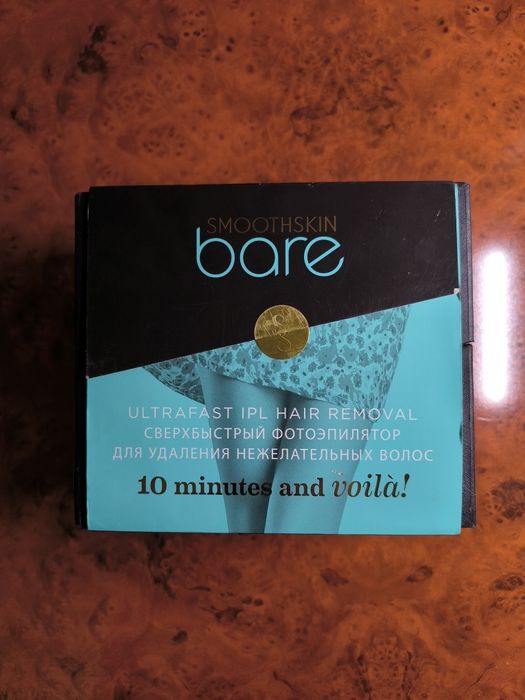 SMOOTHSKIN
bare
ULTRAFAST IPL HAIR REMOVAL
СВЕРХБЫСТРЫЙ ФОТОЭПИЛЯТОР
ДЛЯ УДАЛЕНИЯ НЕЖЕЛАТЕЛЬНЫХ ВОЛОС
10 minutes and voilà!